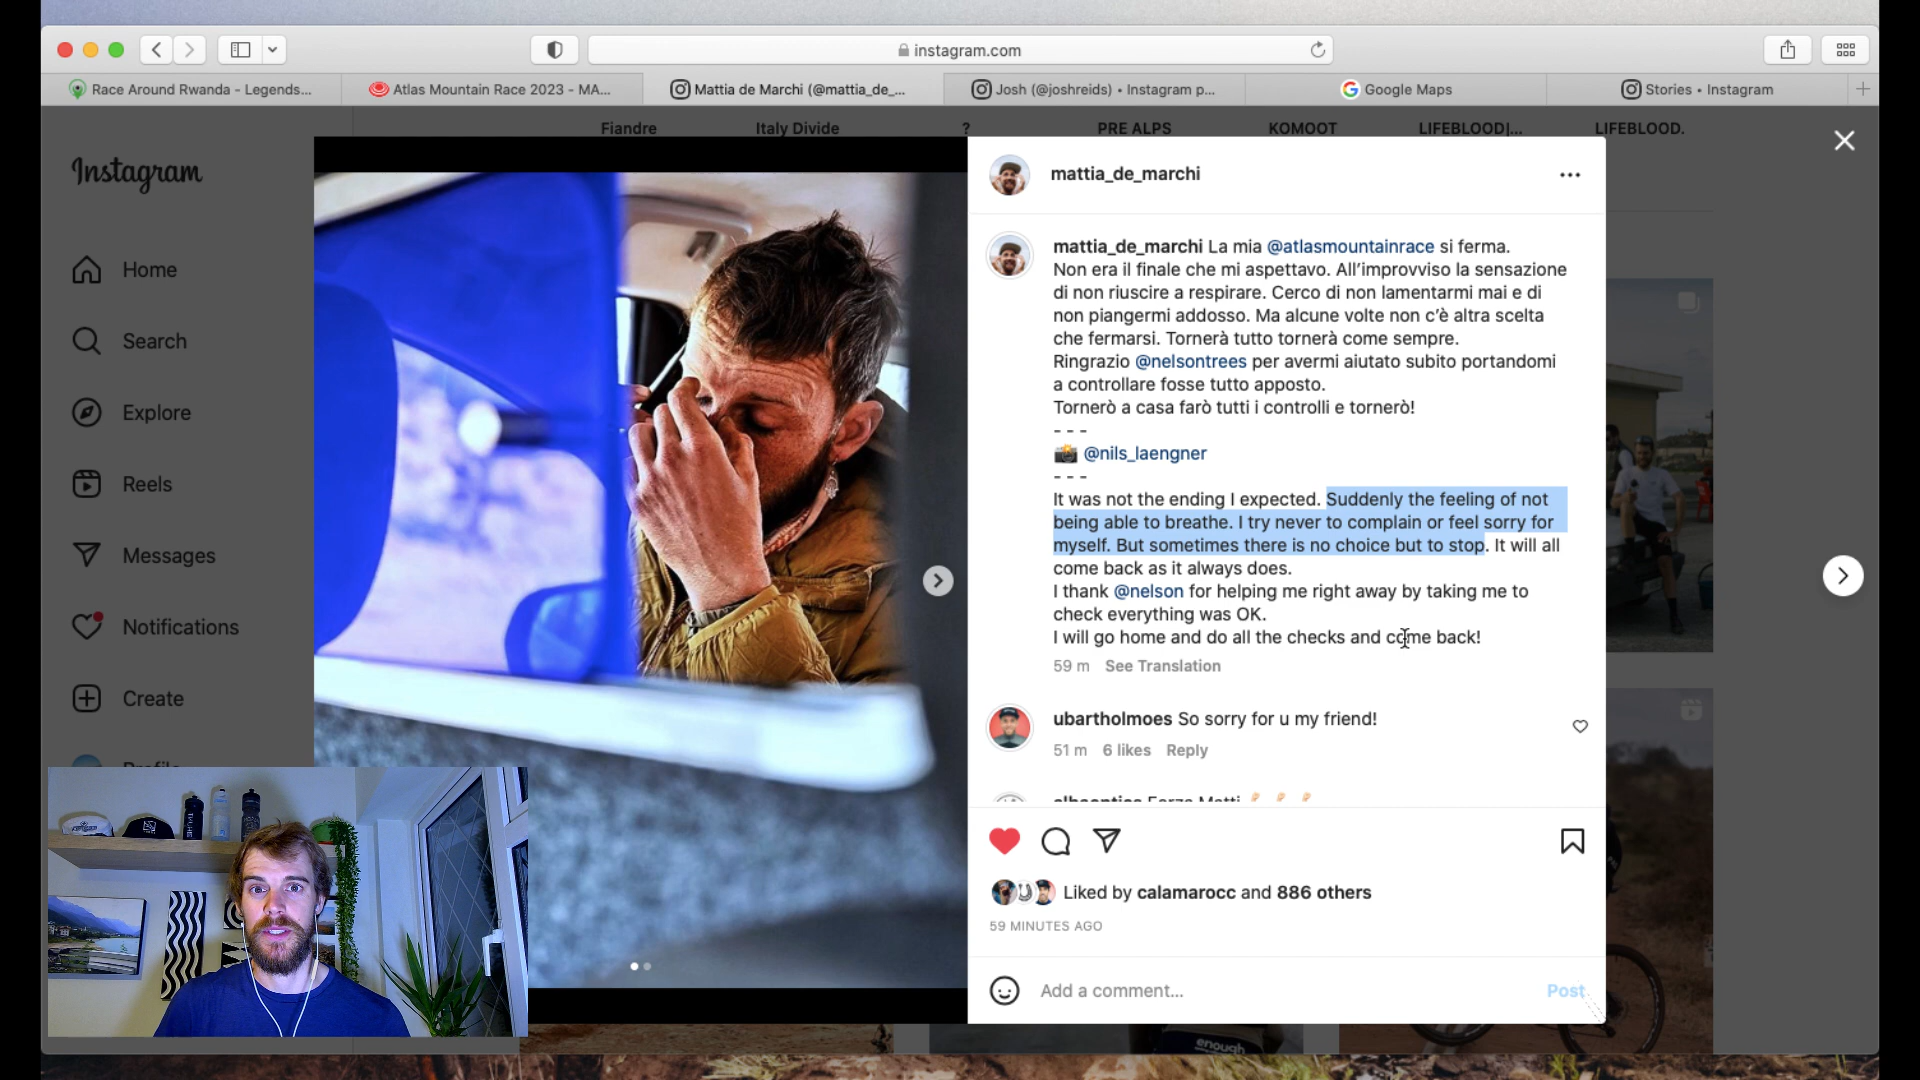 instagram.com
Race Around Rwanda - Legends...
Atlas Mountain Race 2023 - MA...
Mattia de Marchi (@mattia_de_...
Josh (@joshreids) • Instagram p...
Google Maps
Stories • Instagram
Fiandre
Italy Divide
?
PRE ALPS
KOMOOT
LIFEBLOOD|...
LIFEBLOOD.
Instagram
Home
Search
Explore
Reels
Messages
Notifications
Create
Profile
mattia_de_marchi
mattia_de_marchi La mia @atlasmountainrace si ferma.
Non era il finale che mi aspettavo. All'improvviso la sensazione
di non riuscire a respirare. Cerco di non lamentarmi mai e di
non piangermi addosso. Ma alcune volte non c'è altra scelta
che fermarsi. Tornerà tutto tornerà come sempre.
Ringrazio @nelsontrees per avermi aiutato subito portandomi
a controllare fosse tutto apposto.
Tornerò a casa farò tutti i controlli e tornerò!
- - -
📸 @nils_laengner
- - -
It was not the ending I expected. Suddenly the feeling of not
being able to breathe. I try never to complain or feel sorry for
myself. But sometimes there is no choice but to stop. It will all
come back as it always does.
I thank @nelson for helping me right away by taking me to
check everything was OK.
I will go home and do all the checks and come back!
59 m See Translation
ubartholmoes So sorry for u my friend!
51 m 6 likes Reply
Forza Matti
Liked by calamarocc and 886 others
59 MINUTES AGO
Add a comment...
Post
enough